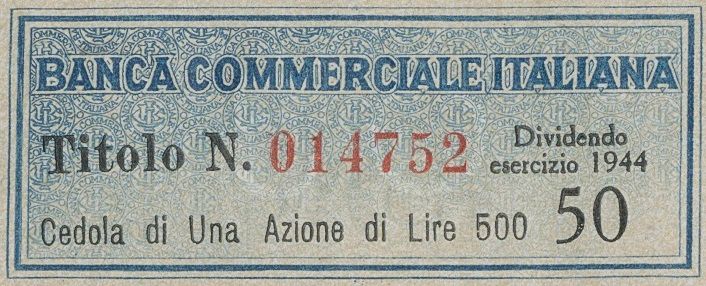 BANCA COMMERCIALE ITALIANA
Titolo N. 014752
Dividendo
esercizio 1944
Cedola di Una Azione di Lire 500 50